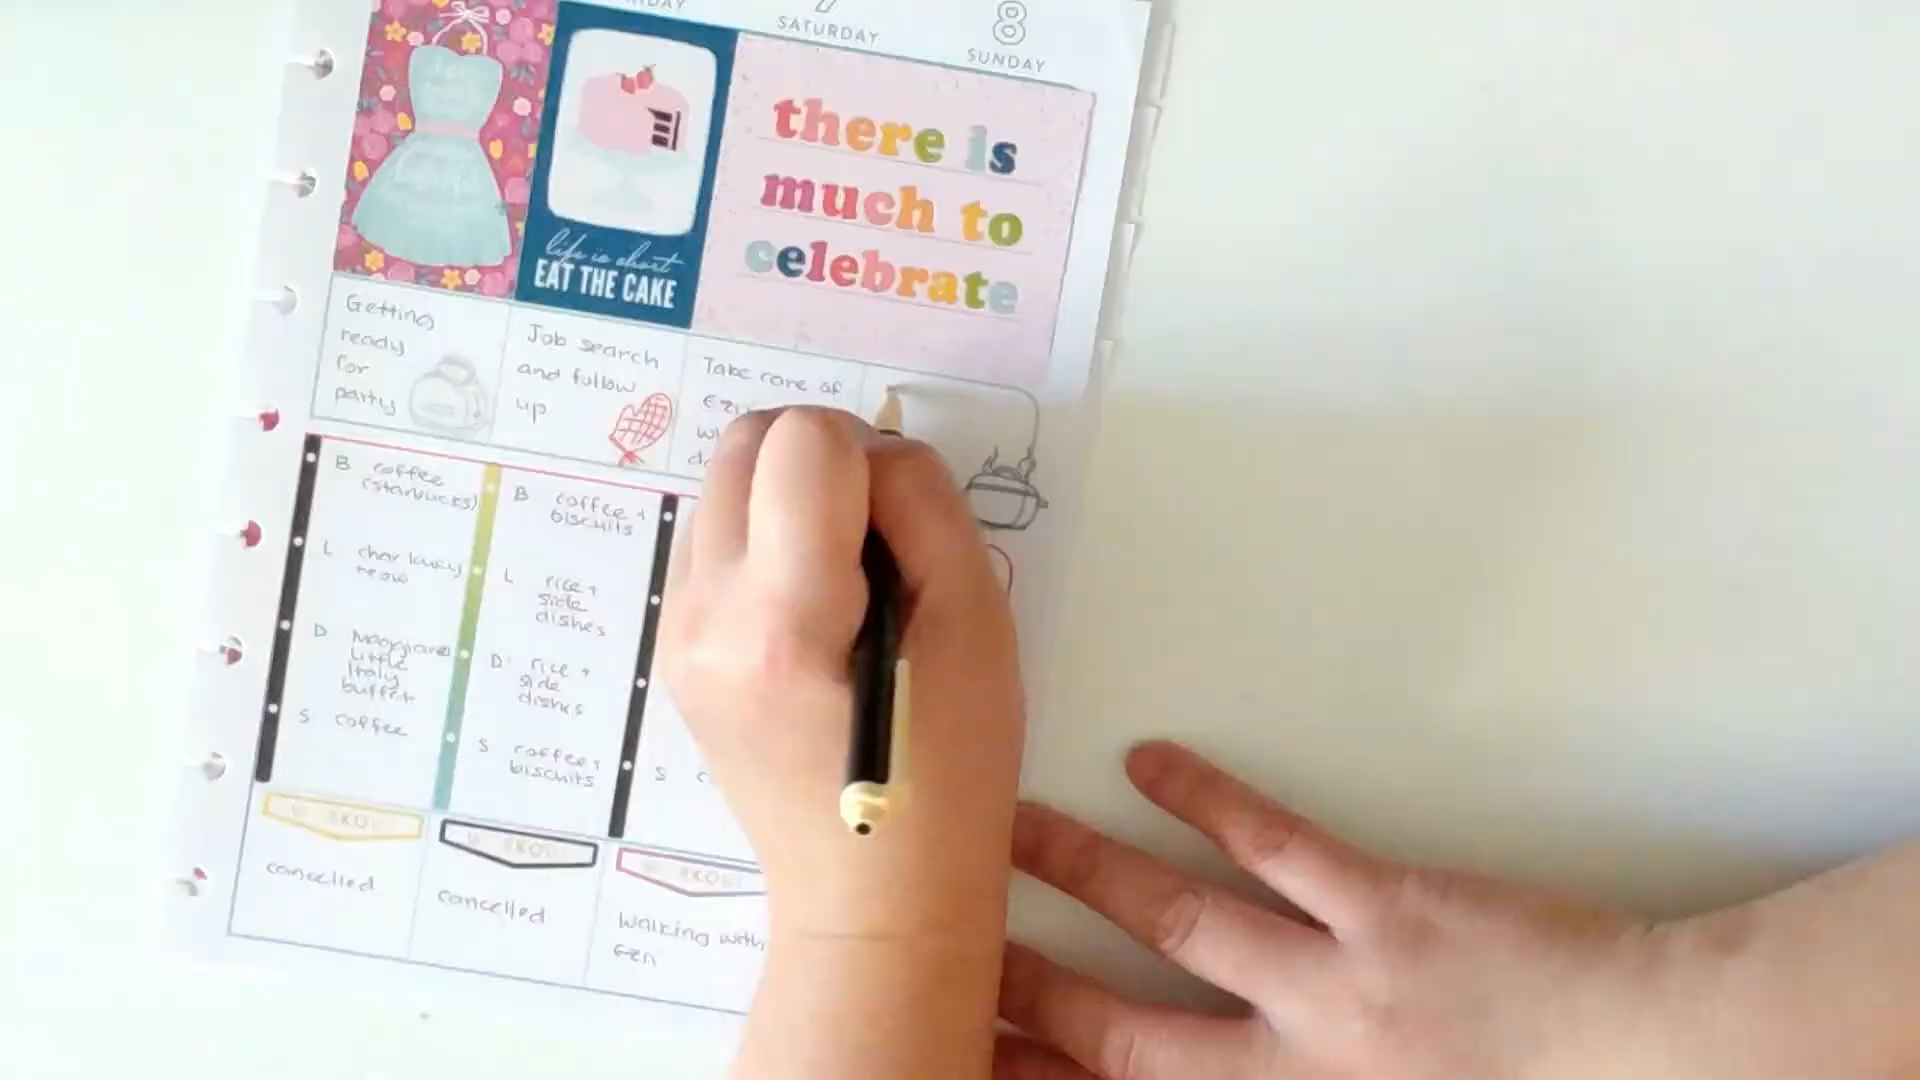 8
SATURDAY
SUNDAY
there is
much to
celebrate
life is short
EAT THE CAKE
Getting
ready
for
party
Job search
and follow
up
Take care of
B coffee
(starbucks)
L
D
Little
Italy
buffet
S coffee
B coffee +
biscuits
L rice +
side
dishes
D rice +
side
dishes
S coffee +
biscuits
S
cancelled
cancelled
walking with
Ezn